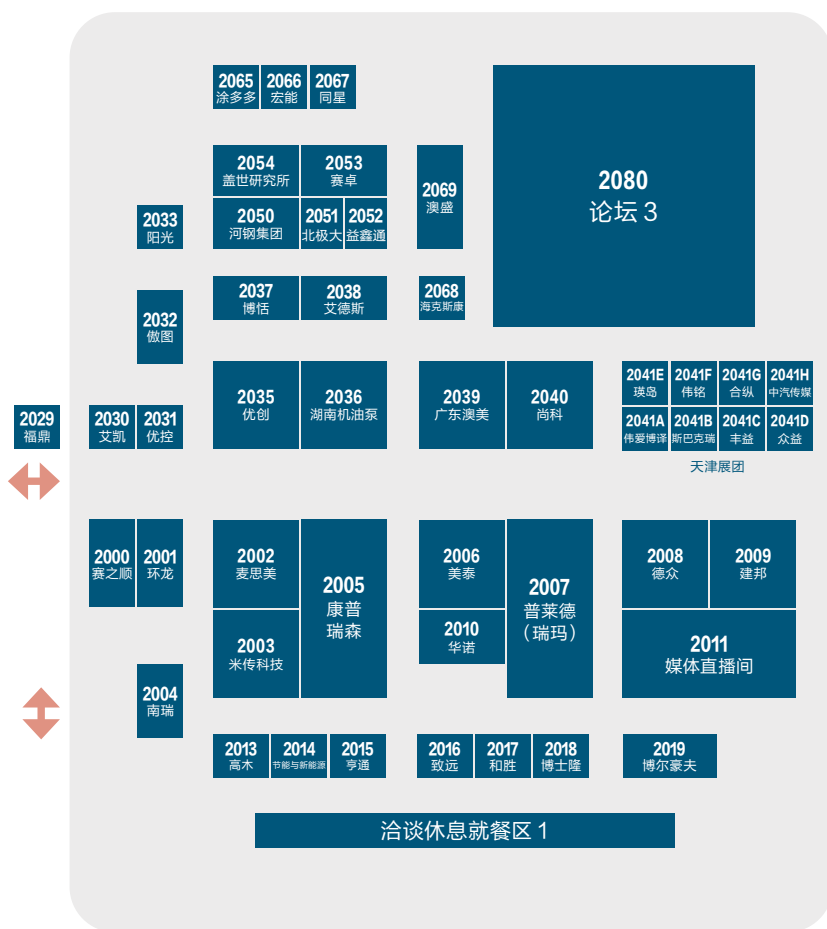 2065
涂多多
2066
宏能
2067
同星
2080
论坛 3
2054
盖世研究所
2053
赛卓
2069
澳盛
2033
阳光
2050
河钢集团
2051
北极大
2052
益鑫通
2037
博恬
2038
艾德斯
2068
海克斯康
2032
傲图
2035
优创
2036
湖南机油泵
2039
广东澳美
2040
尚科
2041E
瑛岛
2041F
伟铭
2041G
合纵
2041H
中汽传媒
2029
福鼎
2030
艾凯
2031
优控
2041A
伟爱博译
2041B
斯巴克瑞
2041C
丰益
2041D
众益
天津展团
2000
赛之顺
2001
环龙
2002
麦思美
2005
康普
瑞森
2006
美泰
2007
普莱德
（瑞玛）
2008
德众
2009
建邦
2003
米传科技
2010
华诺
2011
媒体直播间
2004
南瑞
2013
高木
2014
节能与新能源
2015
亨通
2016
致远
2017
和胜
2018
博士隆
2019
博尔豪夫
洽谈休息就餐区 1